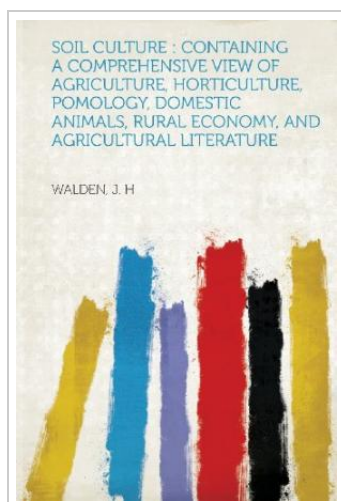 SOIL CULTURE : CONTAINING
A COMPREHENSIVE VIEW OF
AGRICULTURE, HORTICULTURE,
POMOLOGY, DOMESTIC
ANIMALS, RURAL ECONOMY, AND
AGRICULTURAL LITERATURE
WALDEN, J. H